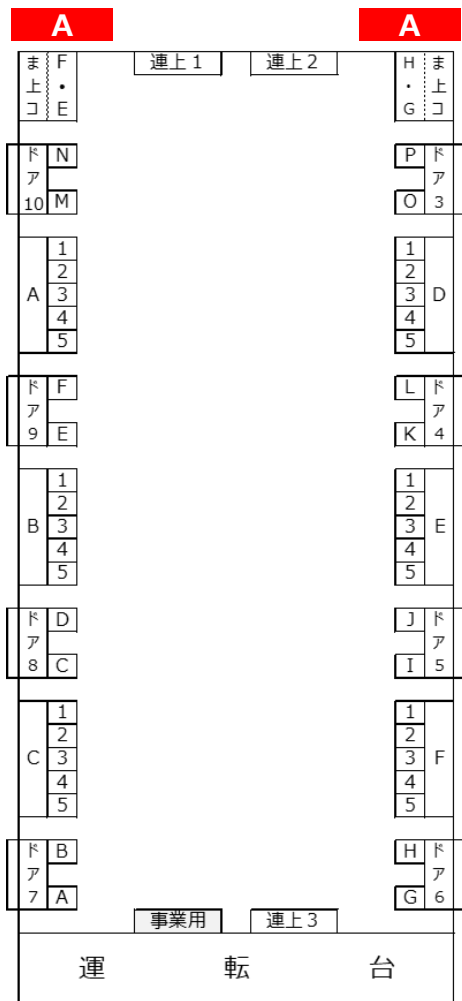 A A
連上1 連上2
ま上コ F・E H・G ま上コ
ドア10 N P ドア3
M O
A 1 1 D
2 2
3 3
4 4
5 5
ドア9 F L ドア4
E K
B 1 1 E
2 2
3 3
4 4
5 5
ドア8 D J ドア5
C I
C 1 1 F
2 2
3 3
4 4
5 5
ドア7 B H ドア6
A G
事業用 連上3
運転台